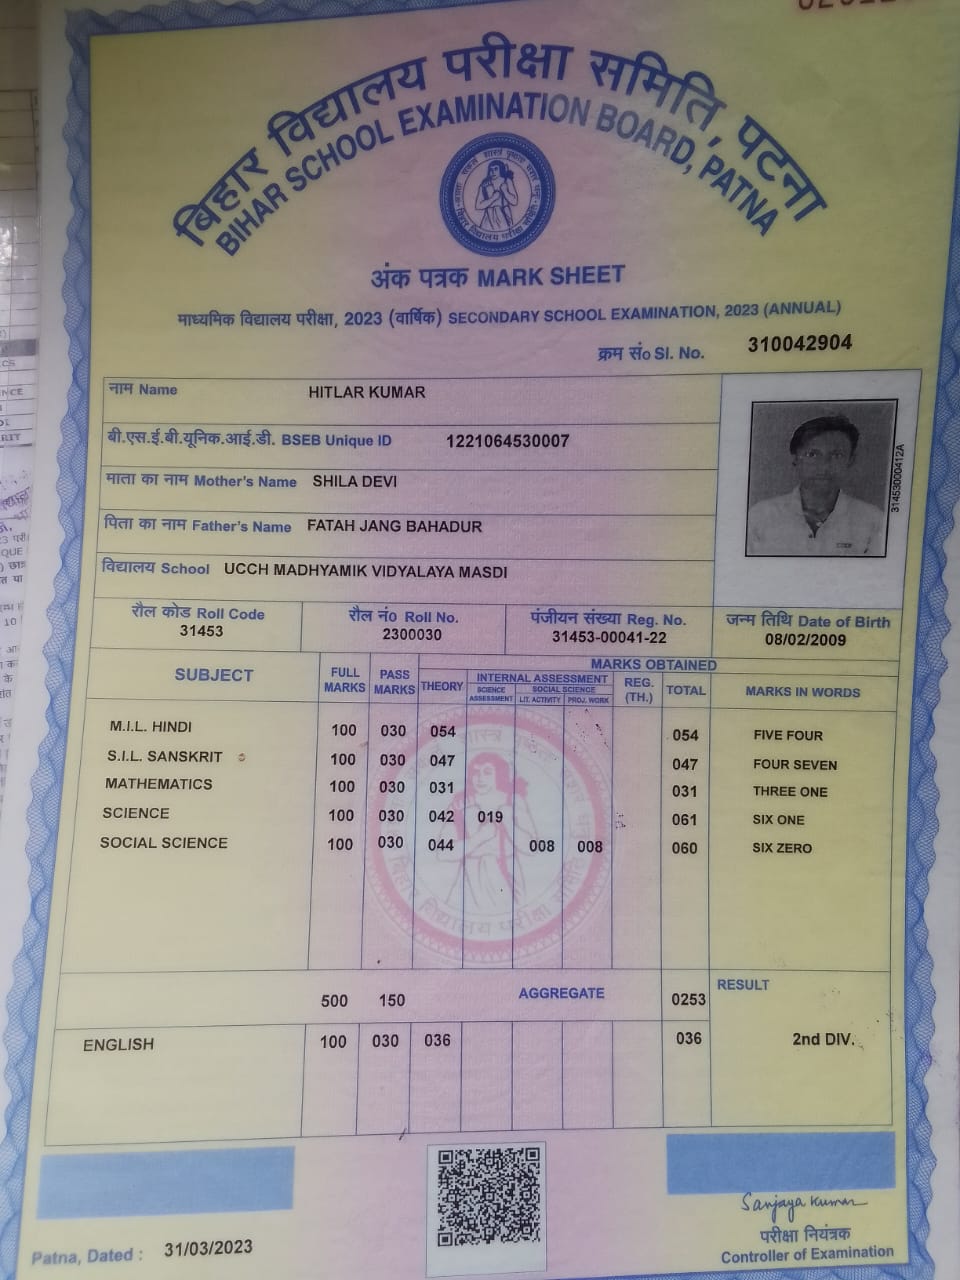 बिहार विद्यालय परीक्षा समिति, पटना
BIHAR SCHOOL EXAMINATION BOARD, PATNA
अंक पत्रक MARK SHEET
माध्यमिक विद्यालय परीक्षा, 2023 (वार्षिक) SECONDARY SCHOOL EXAMINATION, 2023 (ANNUAL)
क्रम सं० Sl. No. 310042904
नाम Name HITLAR KUMAR
बी.एस.ई.बी.यूनिक.आई.डी. BSEB Unique ID 1221064530007
माता का नाम Mother's Name SHILA DEVI
पिता का नाम Father's Name FATAH JANG BAHADUR
विद्यालय School UCCH MADHYAMIK VIDYALAYA MASDI
31453000412A
रौल कोड Roll Code रौल नं० Roll No. पंजीयन संख्या Reg. No. जन्म तिथि Date of Birth
31453 2300030 31453-00041-22 08/02/2009
SUBJECT FULL MARKS PASS MARKS MARKS OBTAINED
THEORY INTERNAL ASSESSMENT REG. (TH.) TOTAL MARKS IN WORDS
SCIENCE ASSESSMENT SOCIAL SCIENCE
LIT. ACTIVITY PROJ. WORK
M.I.L. HINDI 100 030 054 054 FIVE FOUR
S.I.L. SANSKRIT 100 030 047 047 FOUR SEVEN
MATHEMATICS 100 030 031 031 THREE ONE
SCIENCE 100 030 042 019 061 SIX ONE
SOCIAL SCIENCE 100 030 044 008 008 060 SIX ZERO
500 150 AGGREGATE 0253 RESULT
ENGLISH 100 030 036 036 2nd DIV.
Sanjaya Kumar
परीक्षा नियंत्रक
Controller of Examination
Patna, Dated : 31/03/2023